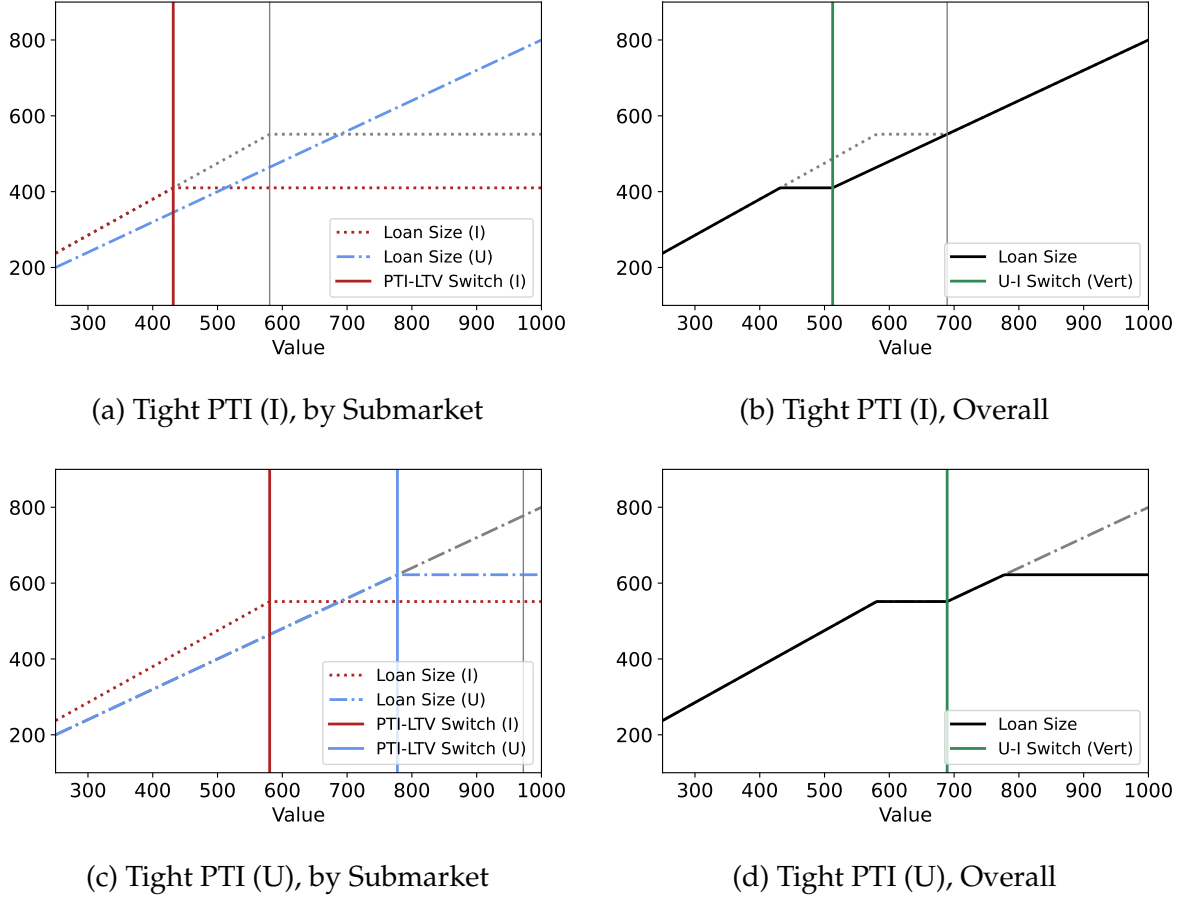 800
600
400
200
Loan Size (I)
Loan Size (U)
PTI-LTV Switch (I)
300 400 500 600 700 800 900 1000
Value
(a) Tight PTI (I), by Submarket
800
600
400
200
Loan Size
U-I Switch (Vert)
300 400 500 600 700 800 900 1000
Value
(b) Tight PTI (I), Overall
800
600
400
200
Loan Size (I)
Loan Size (U)
PTI-LTV Switch (I)
PTI-LTV Switch (U)
300 400 500 600 700 800 900 1000
Value
(c) Tight PTI (U), by Submarket
800
600
400
200
Loan Size
U-I Switch (Vert)
300 400 500 600 700 800 900 1000
Value
(d) Tight PTI (U), Overall